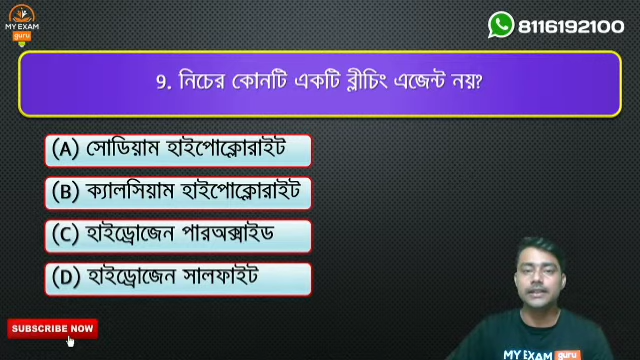 MY EXAM
guru
8116192100
9. নিচের কোনটি একটি ব্লীচিং এজেন্ট নয়?
(A) সোডিয়াম হাইপোক্লোরাইট
(B) ক্যালসিয়াম হাইপোক্লোরাইট
(C) হাইড্রোজেন পারঅক্সাইড
(D) হাইড্রোজেন সালফাইট
SUBSCRIBE NOW
MY EXAM guru